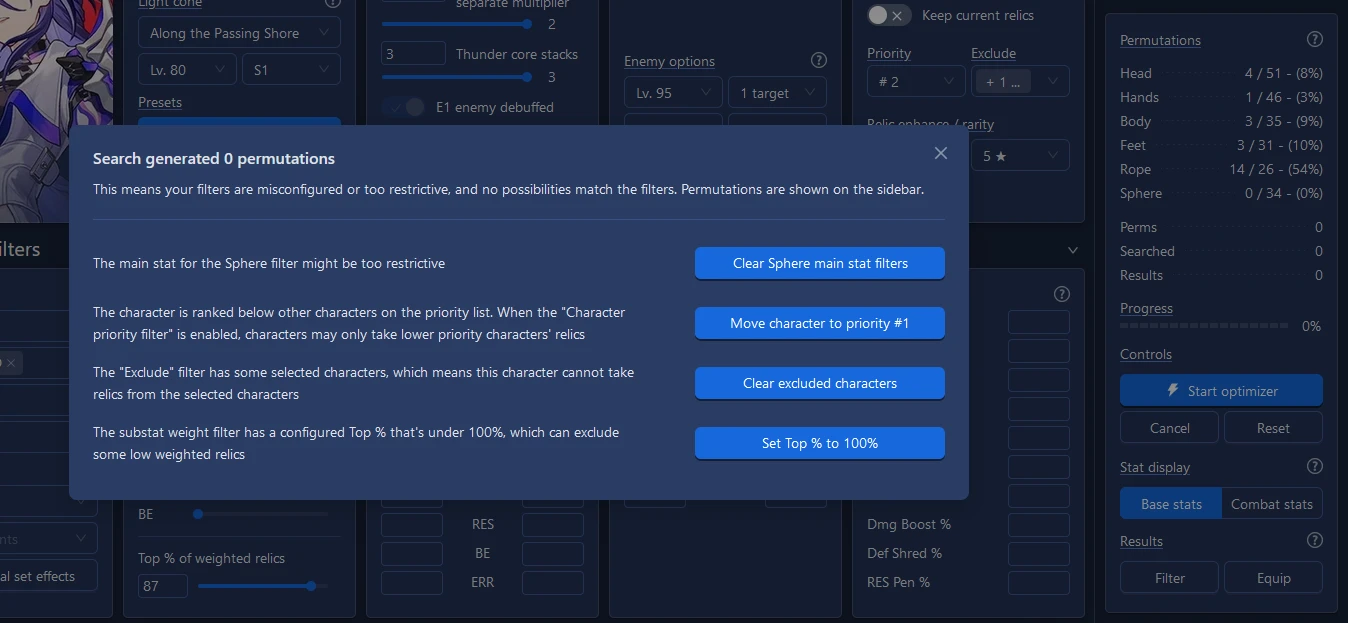 Light cone
separate multiplier
2
Keep current relics
Along the Passing Shore
3
Thunder core stacks
3
Enemy options
Priority
Exclude
Lv. 80
S1
Lv. 95
1 target
# 2
+ 1 ...
Presets
E1 enemy debuffed
Relic enhance / rarity
5 ★
Search generated 0 permutations
This means your filters are misconfigured or too restrictive, and no possibilities match the filters. Permutations are shown on the sidebar.
The main stat for the Sphere filter might be too restrictive
Clear Sphere main stat filters
The character is ranked below other characters on the priority list. When the "Character
priority filter" is enabled, characters may only take lower priority characters' relics
Move character to priority #1
The "Exclude" filter has some selected characters, which means this character cannot take
relics from the selected characters
Clear excluded characters
The substat weight filter has a configured Top % that's under 100%, which can exclude
some low weighted relics
Set Top % to 100%
ilters
nts
al set effects
BE
Top % of weighted relics
87
RES
BE
ERR
Dmg Boost %
Def Shred %
RES Pen %
Permutations
Head 4 / 51 - (8%)
Hands 1 / 46 - (3%)
Body 3 / 35 - (9%)
Feet 3 / 31 - (10%)
Rope 14 / 26 - (54%)
Sphere 0 / 34 - (0%)
Perms 0
Searched 0
Results 0
Progress
0%
Controls
Start optimizer
Cancel
Reset
Stat display
Base stats
Combat stats
Results
Filter
Equip